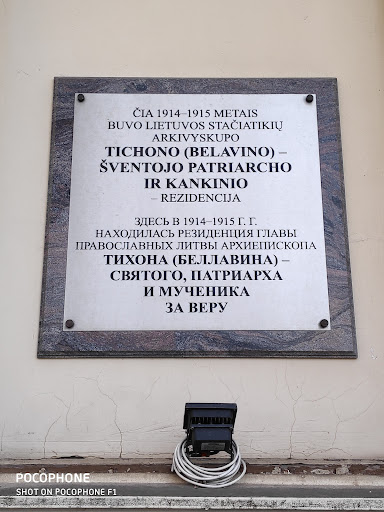 ČIA 1914–1915 METAIS
BUVO LIETUVOS STAČIATIKIŲ
ARKIVYSKUPO
TICHONO (BELAVINO) –
ŠVENTOJO PATRIARCHO
IR KANKINIO
– REZIDENCIJA
ЗДЕСЬ В 1914–1915 Г. Г.
НАХОДИЛАСЬ РЕЗИДЕНЦИЯ ГЛАВЫ
ПРАВОСЛАВНЫХ ЛИТВЫ АРХИЕПИСКОПА
ТИХОНА (БЕЛЛАВИНА) –
СВЯТОГО, ПАТРИАРХА
И МУЧЕНИКА
ЗА ВЕРУ
POCOPHONE
SHOT ON POCOPHONE F1